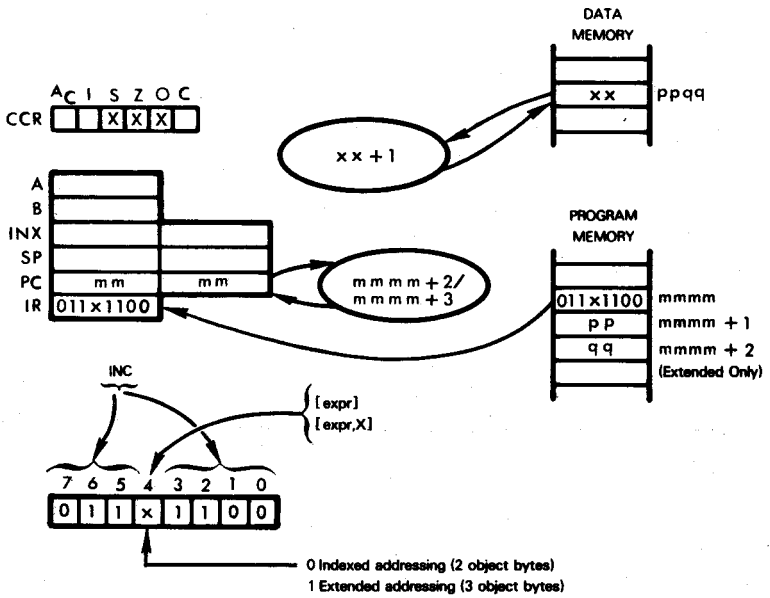 DATA
MEMORY
AC I S Z O C
CCR X X X
xx
ppqq
xx + 1
A
B
INX
SP
PC mm mm
IR 011x1100
mmmm + 2/
mmmm + 3
PROGRAM
MEMORY
011x1100 mmmm
pp mmmm + 1
qq mmmm + 2
(Extended Only)
INC
[expr]
[expr,X]
7 6 5 4 3 2 1 0
0 1 1 x 1 1 0 0
0 Indexed addressing (2 object bytes)
1 Extended addressing (3 object bytes)